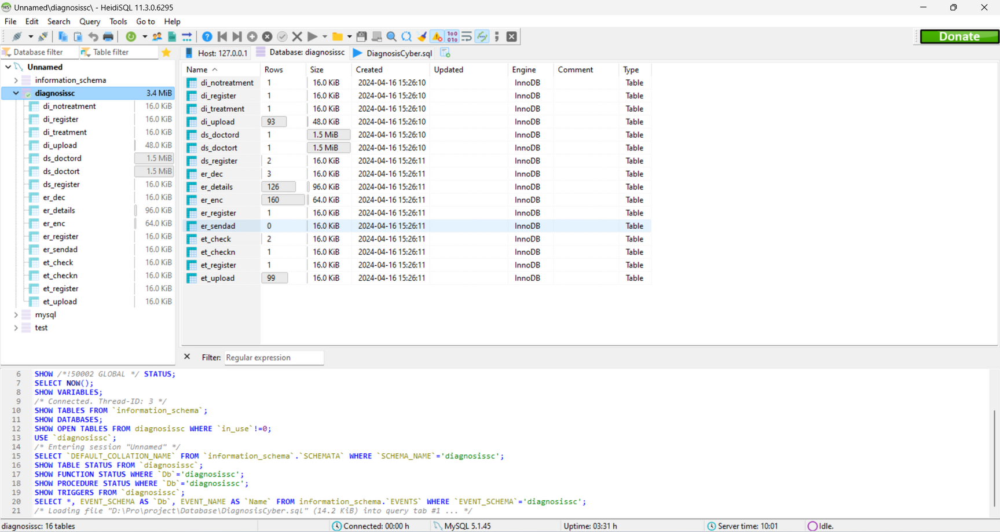 Unnamed\diagnosissc\ - HeidiSQL 11.3.0.6295
File Edit Search Query Tools Go to Help
Donate
Database filter Table filter Host: 127.0.0.1 Database: diagnosissc DiagnosisCyber.sql
Unnamed
information_schema
diagnosissc 3.4 MiB
di_notreatment 16.0 KiB
di_register 16.0 KiB
di_treatment 16.0 KiB
di_upload 48.0 KiB
ds_doctord 1.5 MiB
ds_doctort 1.5 MiB
ds_register 16.0 KiB
er_dec 16.0 KiB
er_details 96.0 KiB
er_enc 64.0 KiB
er_register 16.0 KiB
er_sendad 16.0 KiB
et_check 16.0 KiB
et_checkn 16.0 KiB
et_register 16.0 KiB
et_upload 16.0 KiB
mysql
test
Name Rows Size Created Updated Engine Comment Type
di_notreatment 1 16.0 KiB 2024-04-16 15:26:10 InnoDB Table
di_register 1 16.0 KiB 2024-04-16 15:26:10 InnoDB Table
di_treatment 1 16.0 KiB 2024-04-16 15:26:10 InnoDB Table
di_upload 93 48.0 KiB 2024-04-16 15:26:10 InnoDB Table
ds_doctord 1 1.5 MiB 2024-04-16 15:26:10 InnoDB Table
ds_doctort 1 1.5 MiB 2024-04-16 15:26:10 InnoDB Table
ds_register 2 16.0 KiB 2024-04-16 15:26:11 InnoDB Table
er_dec 3 16.0 KiB 2024-04-16 15:26:11 InnoDB Table
er_details 126 96.0 KiB 2024-04-16 15:26:11 InnoDB Table
er_enc 160 64.0 KiB 2024-04-16 15:26:11 InnoDB Table
er_register 1 16.0 KiB 2024-04-16 15:26:11 InnoDB Table
er_sendad 0 16.0 KiB 2024-04-16 15:26:11 InnoDB Table
et_check 2 16.0 KiB 2024-04-16 15:26:11 InnoDB Table
et_checkn 1 16.0 KiB 2024-04-16 15:26:11 InnoDB Table
et_register 1 16.0 KiB 2024-04-16 15:26:11 InnoDB Table
et_upload 99 16.0 KiB 2024-04-16 15:26:11 InnoDB Table
Filter: Regular expression
6 SHOW /*!50002 GLOBAL */ STATUS;
7 SELECT NOW();
8 SHOW VARIABLES;
9 /* Connected. Thread-ID: 3 */
10 SHOW TABLES FROM `information_schema`;
11 SHOW DATABASES;
12 SHOW OPEN TABLES FROM diagnosissc WHERE `in_use`!=0;
13 USE `diagnosissc`;
14 /* Entering session "Unnamed" */
15 SELECT `DEFAULT_COLLATION_NAME` FROM `information_schema`.`SCHEMATA` WHERE `SCHEMA_NAME`='diagnosissc';
16 SHOW TABLE STATUS FROM `diagnosissc`;
17 SHOW FUNCTION STATUS WHERE `Db`='diagnosissc';
18 SHOW PROCEDURE STATUS WHERE `Db`='diagnosissc';
19 SHOW TRIGGERS FROM `diagnosissc`;
20 SELECT *, EVENT_SCHEMA AS `Db`, EVENT_NAME AS `Name` FROM information_schema.`EVENTS` WHERE `EVENT_SCHEMA`='diagnosissc';
21 /* Loading file "D:\Pro\project\Database\DiagnosisCyber.sql" (14.2 KiB) into query tab #1 ... */
diagnosissc: 16 tables Connected: 00:00 h MySQL 5.1.45 Uptime: 03:31 h Server time: 10:01 Idle.